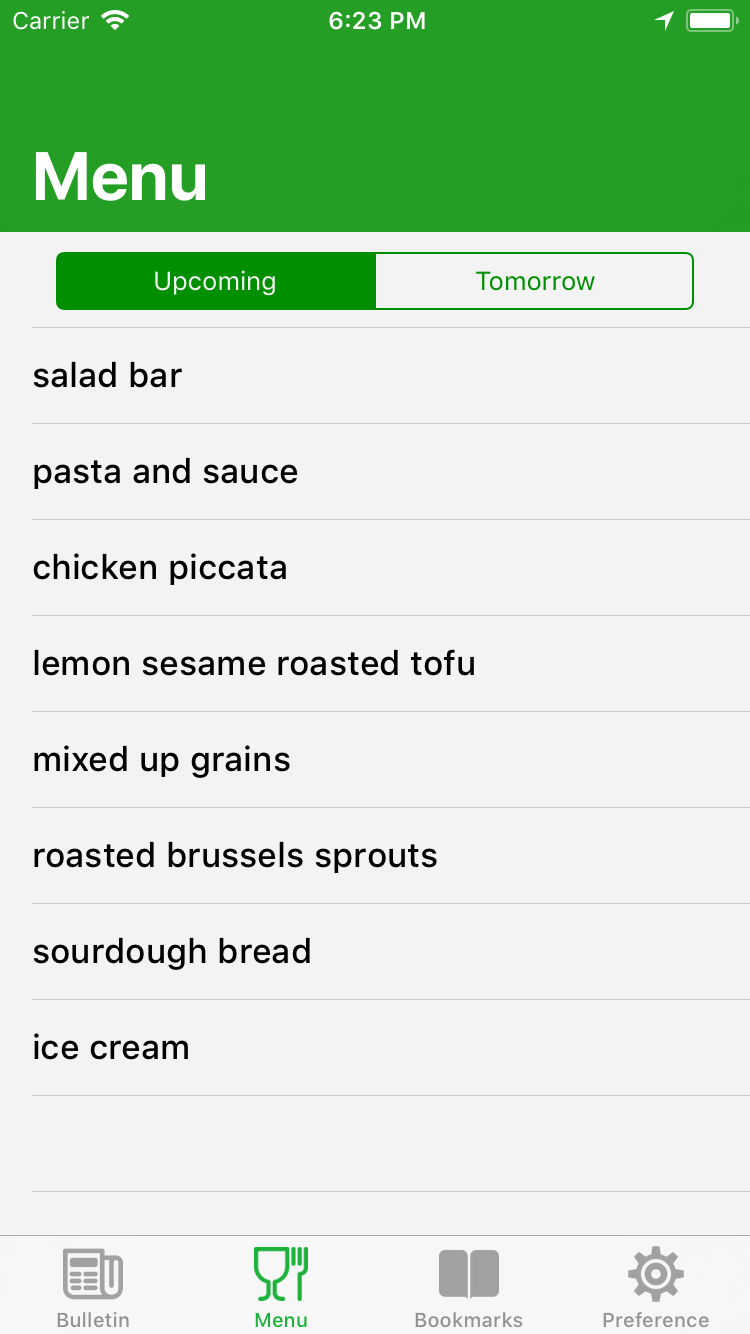 Carrier 6:23 PM
Menu
Upcoming Tomorrow
salad bar
pasta and sauce
chicken piccata
lemon sesame roasted tofu
mixed up grains
roasted brussels sprouts
sourdough bread
ice cream
Bulletin Menu Bookmarks Preference